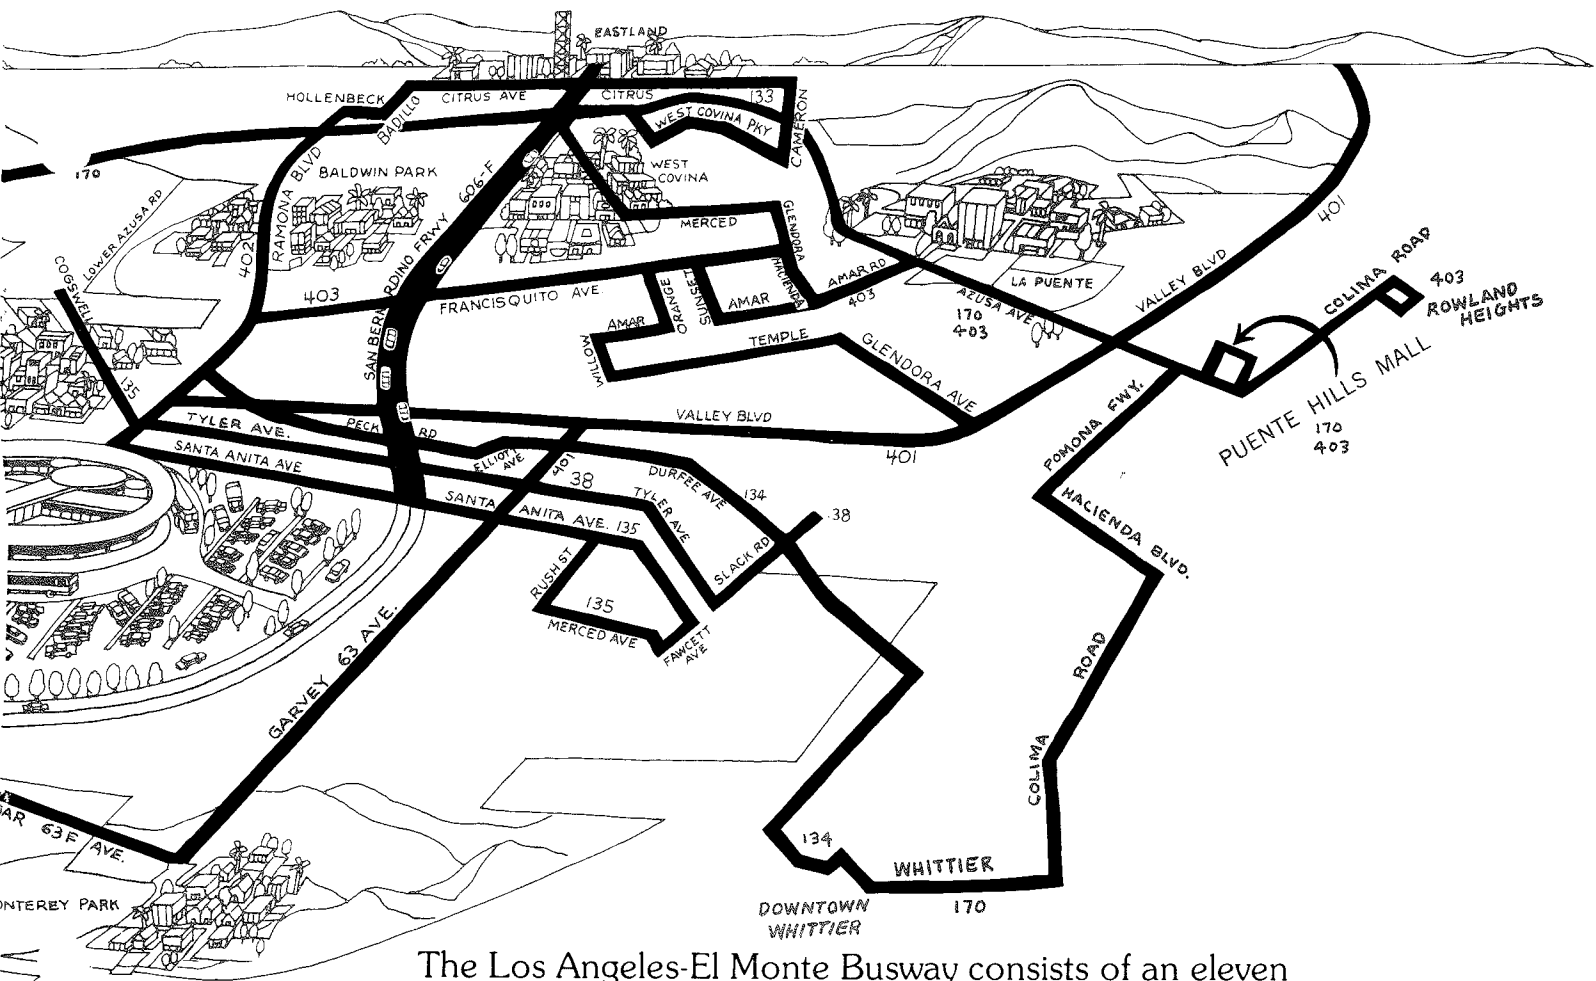 EASTLAND
HOLLENBECK
BADILLO
CITRUS AVE
CITRUS
133
WEST COVINA PKY
CAMERON
170
RAMONA BLVD
BALDWIN PARK
606-F
WEST
COVINA
LOWER AZUSA RD
402
MERCED
GLENDORA
401
COGSWELL
SAN BERNARDINO FRWY
403
FRANCISQUITO AVE.
ORANGE
SUNSET
HACIENDA
AMAR
AMAR RD
403
LA PUENTE
AZUSA AVE
170
403
VALLEY BLVD
COLIMA ROAD
403
ROWLAND
HEIGHTS
AMAR
WILLOW
TEMPLE
GLENDORA AVE
135
PUENTE HILLS MALL
170
403
TYLER AVE.
PECK RD
VALLEY BLVD
401
POMONA FWY.
SANTA ANITA AVE
ELLIOTT
AVE
401
38
DURFEE AVE
134
SANTA ANITA AVE. 135
TYLER AVE
38
SLACK RD
HACIENDA BLVD.
RUSH ST
135
MERCED AVE
FAWCETT
AVE
GARVEY 63 AVE.
COLIMA ROAD
AR 63F AVE.
134
WHITTIER
170
ONTEREY PARK
DOWNTOWN
WHITTIER
The Los Angeles-El Monte Busway consists of an eleven